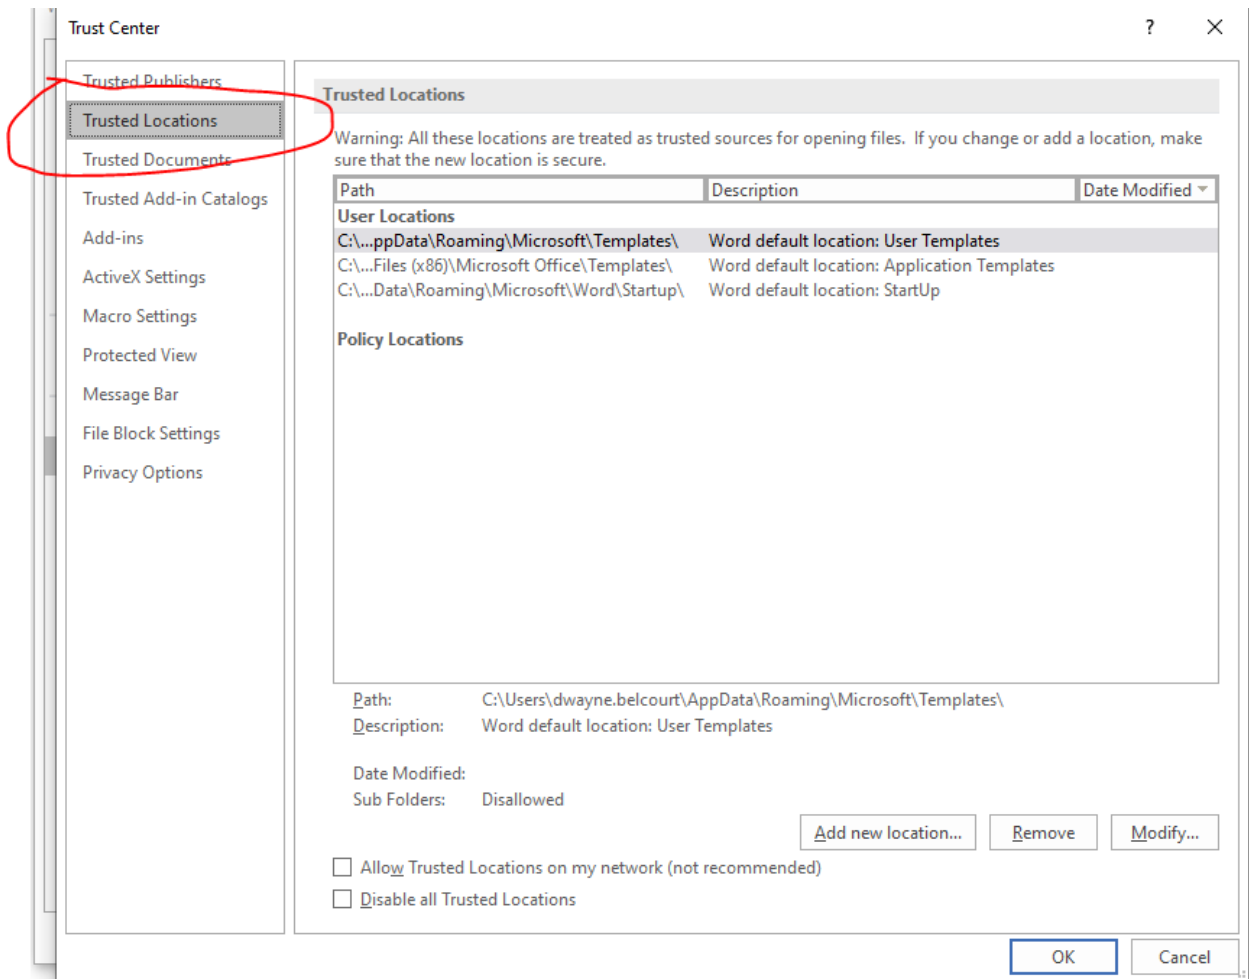 Trust Center
?
Trusted Publishers
Trusted Locations
Trusted Documents
Trusted Add-in Catalogs
Add-ins
ActiveX Settings
Macro Settings
Protected View
Message Bar
File Block Settings
Privacy Options
Trusted Locations
Warning: All these locations are treated as trusted sources for opening files. If you change or add a location, make
sure that the new location is secure.
Path Description Date Modified
User Locations
C:\...ppData\Roaming\Microsoft\Templates\ Word default location: User Templates
C:\...Files (x86)\Microsoft Office\Templates\ Word default location: Application Templates
C:\...Data\Roaming\Microsoft\Word\Startup\ Word default location: StartUp
Policy Locations
Path: C:\Users\dwayne.belcourt\AppData\Roaming\Microsoft\Templates\
Description: Word default location: User Templates
Date Modified:
Sub Folders: Disallowed
Add new location... Remove Modify...
Allow Trusted Locations on my network (not recommended)
Disable all Trusted Locations
OK Cancel